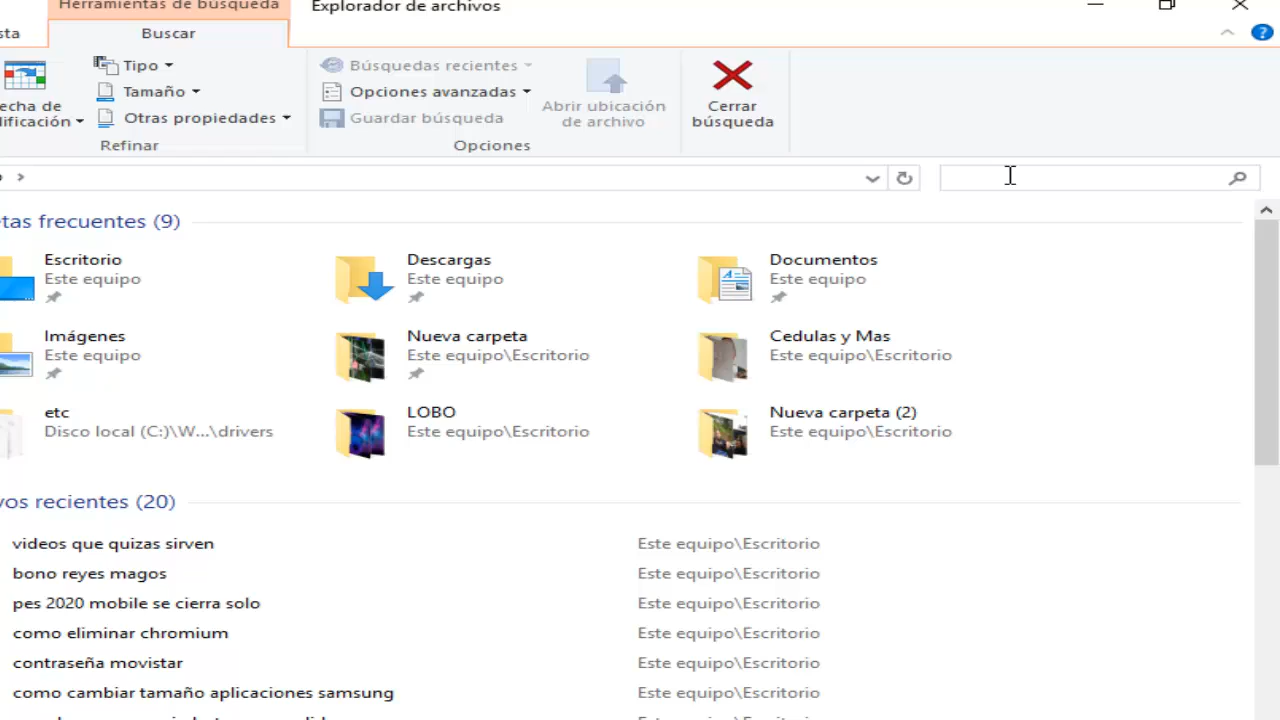 Herramientas de búsqueda
Explorador de archivos
sta
Buscar
echa de
lificación
Tipo
Tamaño
Otras propiedades
Refinar
Búsquedas recientes
Opciones avanzadas
Guardar búsqueda
Abrir ubicación
de archivo
Opciones
Cerrar
búsqueda
etas frecuentes (9)
Escritorio
Este equipo
Descargas
Este equipo
Documentos
Este equipo
Imágenes
Este equipo
Nueva carpeta
Este equipo\Escritorio
Cedulas y Mas
Este equipo\Escritorio
etc
Disco local (C:)\W...\drivers
LOBO
Este equipo\Escritorio
Nueva carpeta (2)
Este equipo\Escritorio
vos recientes (20)
videos que quizas sirven Este equipo\Escritorio
bono reyes magos Este equipo\Escritorio
pes 2020 mobile se cierra solo Este equipo\Escritorio
como eliminar chromium Este equipo\Escritorio
contraseña movistar Este equipo\Escritorio
como cambiar tamaño aplicaciones samsung Este equipo\Escritorio